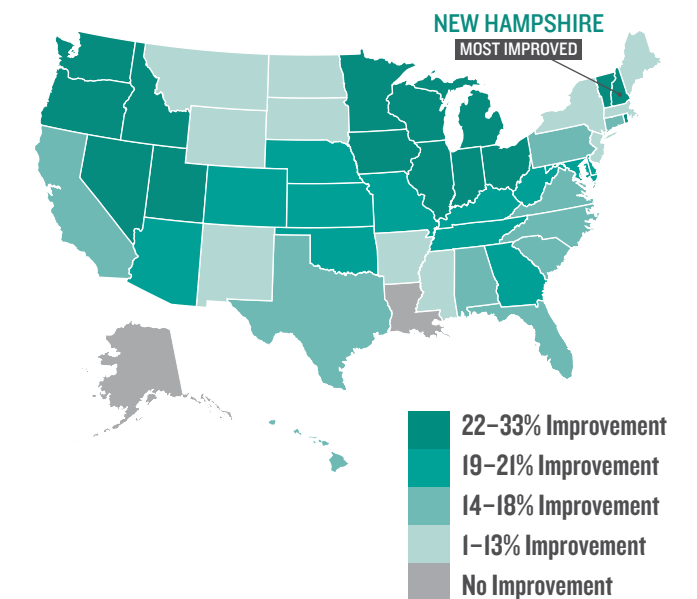 NEW HAMPSHIRE
MOST IMPROVED
22–33% Improvement
19–21% Improvement
14–18% Improvement
1–13% Improvement
No Improvement